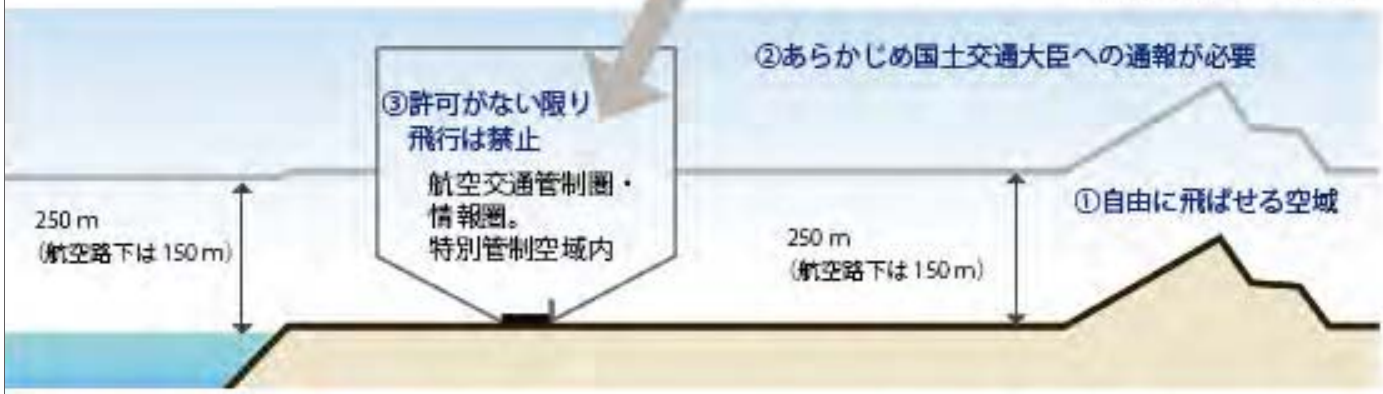 ②あらかじめ国土交通大臣への通報が必要
③許可がない限り
飛行は禁止
航空交通管制圏・
情報圏。
特別管制空域内
①自由に飛ばせる空域
250 m
(航空路下は 150 m)
250 m
(航空路下は 150 m)